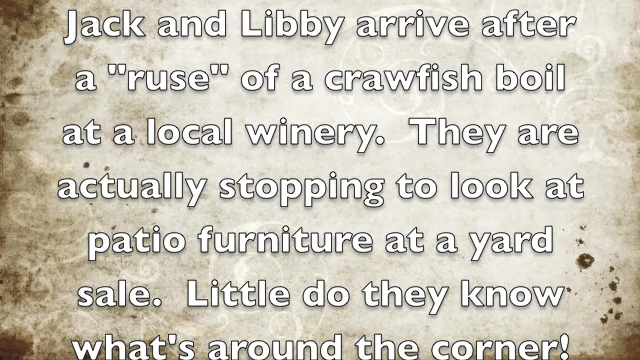 Jack and Libby arrive after
a "ruse" of a crawfish boil
at a local winery.  They are
actually stopping to look at
patio furniture at a yard
sale.  Little do they know
what's around the corner!